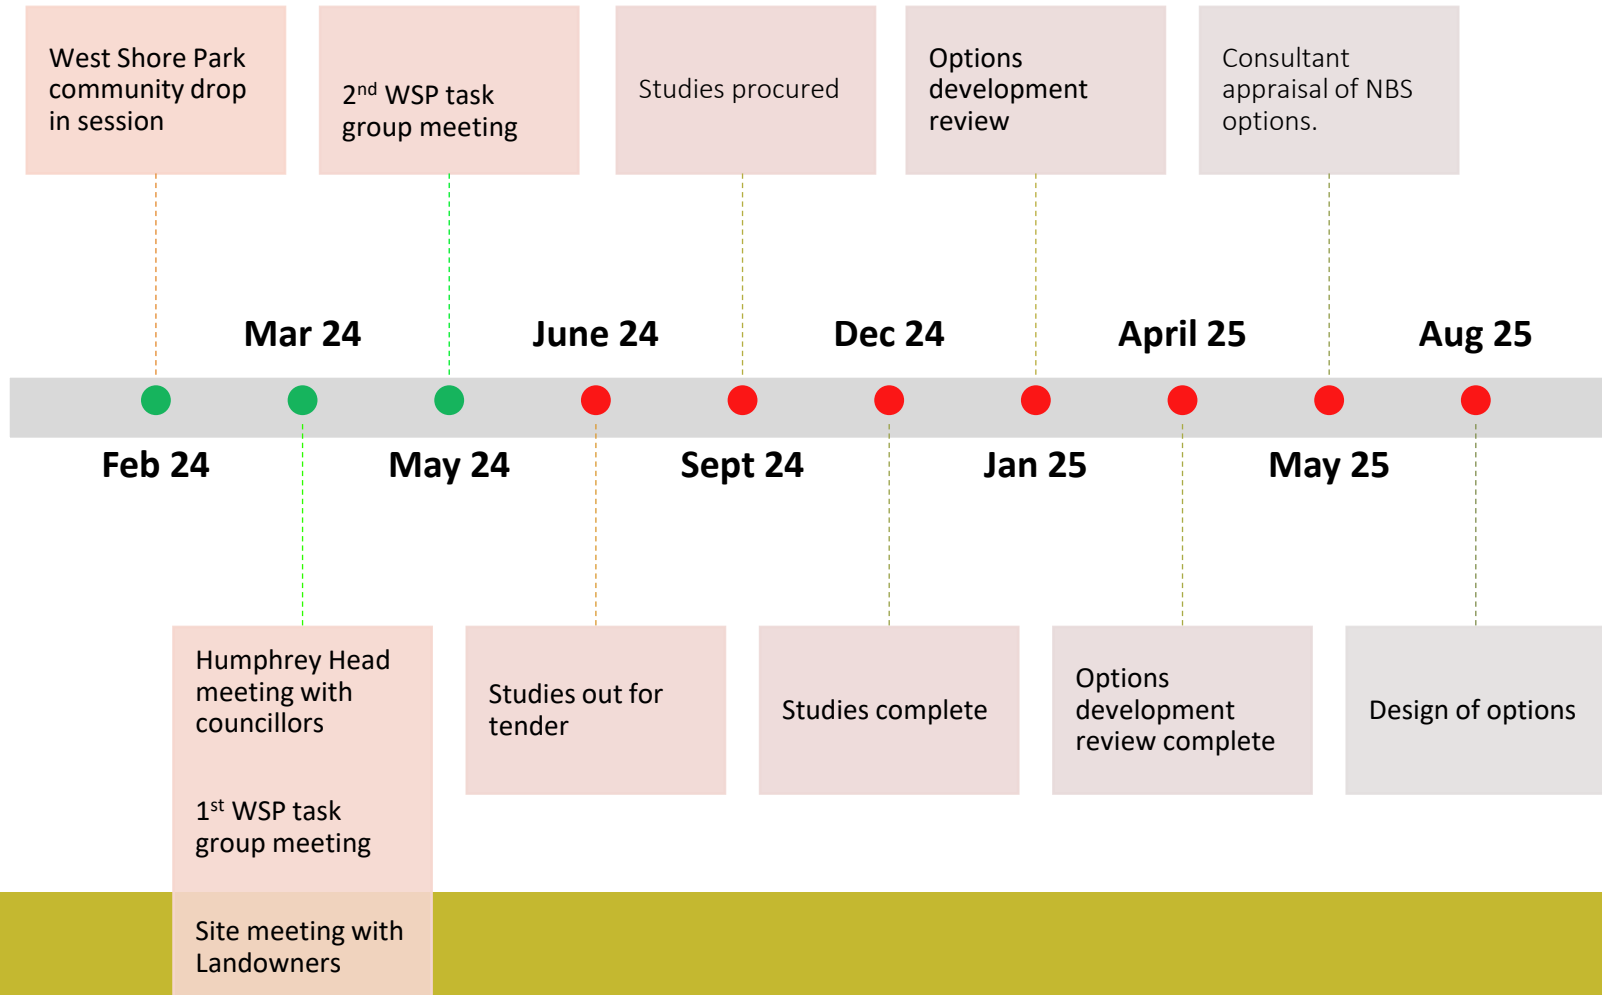 West Shore Park
community drop
in session
2nd WSP task
group meeting
Studies procured
Options
development
review
Consultant
appraisal of NBS
options.
Mar 24
June 24
Dec 24
April 25
Aug 25
Feb 24
May 24
Sept 24
Jan 25
May 25
Humphrey Head
meeting with
councillors
1st WSP task
group meeting
Site meeting with
Landowners
Studies out for
tender
Studies complete
Options
development
review complete
Design of options